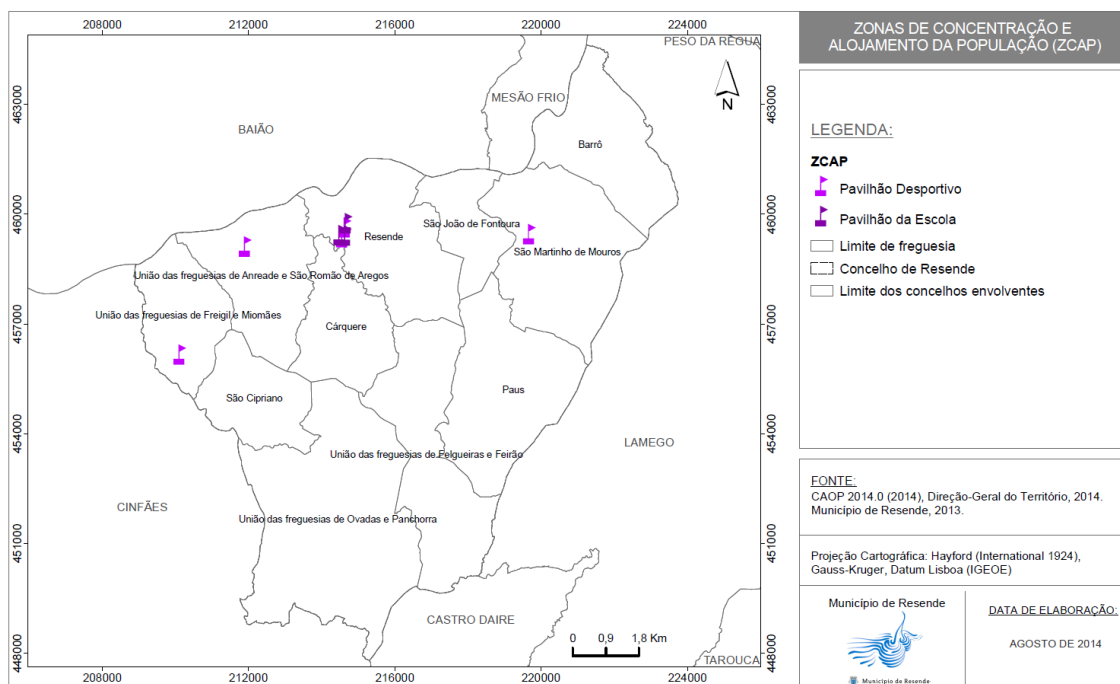 208000 212000 216000 220000 224000
PESO DA RÉGUA
463000
MESÃO FRIO
N
BAIÃO
Barrô
460000
São João de Fontoura
Resende
São Martinho de Mouros
União das freguesias de Anreade e São Romão de Aregos
457000
União das freguesias de Freigil e Miomães
Cárquere
Paus
São Cipriano
454000
LAMEGO
União das freguesias de Felgueiras e Feirão
CINFÃES
União das freguesias de Ovadas e Panchorra
451000
CASTRO DAIRE
0 0,9 1,8 Km
TAROUCA
448000
208000 212000 216000 220000 224000
463000
460000
457000
454000
451000
448000
ZONAS DE CONCENTRAÇÃO E
ALOJAMENTO DA POPULAÇÃO (ZCAP)
LEGENDA:
ZCAP
Pavilhão Desportivo
Pavilhão da Escola
Limite de freguesia
Concelho de Resende
Limite dos concelhos envolventes
FONTE:
CAOP 2014.0 (2014), Direção-Geral do Território, 2014.
Município de Resende, 2013.
Projeção Cartográfica: Hayford (International 1924),
Gauss-Kruger, Datum Lisboa (IGEOE)
Município de Resende
Município de Resende
DATA DE ELABORAÇÃO:
AGOSTO DE 2014